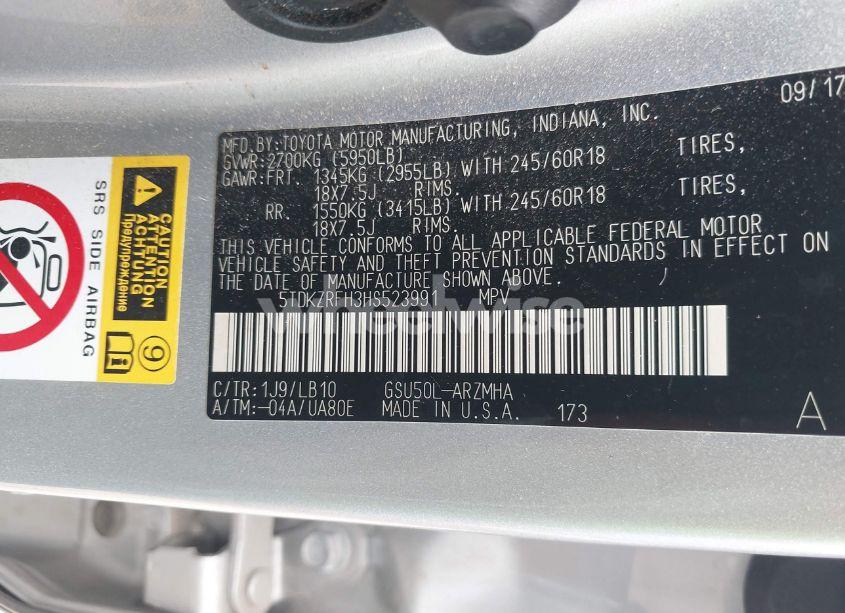 09/17
MFD.BY:TOYOTA MOTOR MANUFACTURING, INDIANA, INC.
GVWR:2700KG (5950LB)
GAWR:FRT. 1345KG (2955LB) WITH 245/60R18 TIRES,
18X7.5J RIMS.
RR. 1550KG (3415LB) WITH 245/60R18 TIRES,
18X7.5J RIMS.
THIS VEHICLE CONFORMS TO ALL APPLICABLE FEDERAL MOTOR
VEHICLE SAFETY AND THEFT PREVENTION STANDARDS IN EFFECT ON
THE DATE OF MANUFACTURE SHOWN ABOVE.
5TDKZRFH3HS523991 MPV
wheelwise
C/TR:1J9/LB10 GSU50L-ARZMHA
A/TM:-04A/UA80E MADE IN U.S.A. 173 A
SRS SIDE AIRBAG
CAUTION
ATTENTION
ACHTUNG
Предупреждение
9